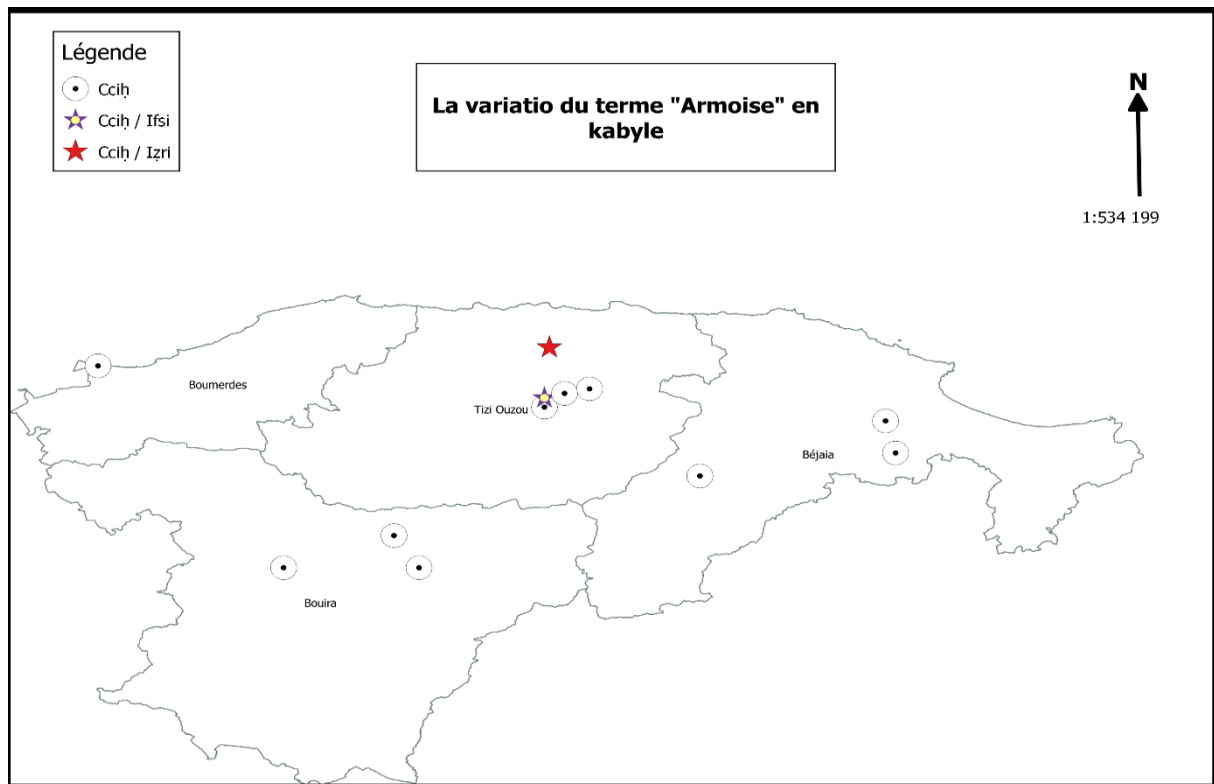 Légende
Cciḥ
Cciḥ / Ifsi
Cciḥ / Iẓri
La variatio du terme "Armoise" en
kabyle
N
1:534 199
Boumerdes
Tizi Ouzou
Béjaia
Bouira